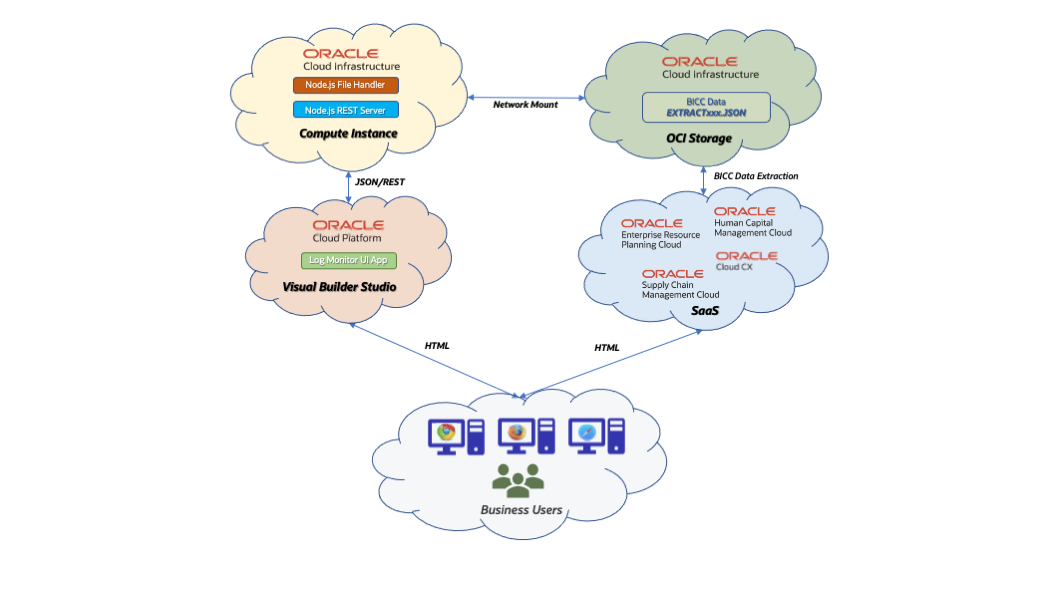 ORACLE
Cloud Infrastructure
Node.js File Handler
Node.js REST Server
Compute Instance
Network Mount
ORACLE
Cloud Infrastructure
BICC Data
EXTRACTxxx.JSON
OCI Storage
JSON/REST
BICC Data Extraction
ORACLE
Cloud Platform
Log Monitor UI App
Visual Builder Studio
ORACLE
Enterprise Resource
Planning Cloud
ORACLE
Human Capital
Management Cloud
ORACLE
Cloud CX
ORACLE
Supply Chain
Management Cloud
SaaS
HTML
HTML
Business Users